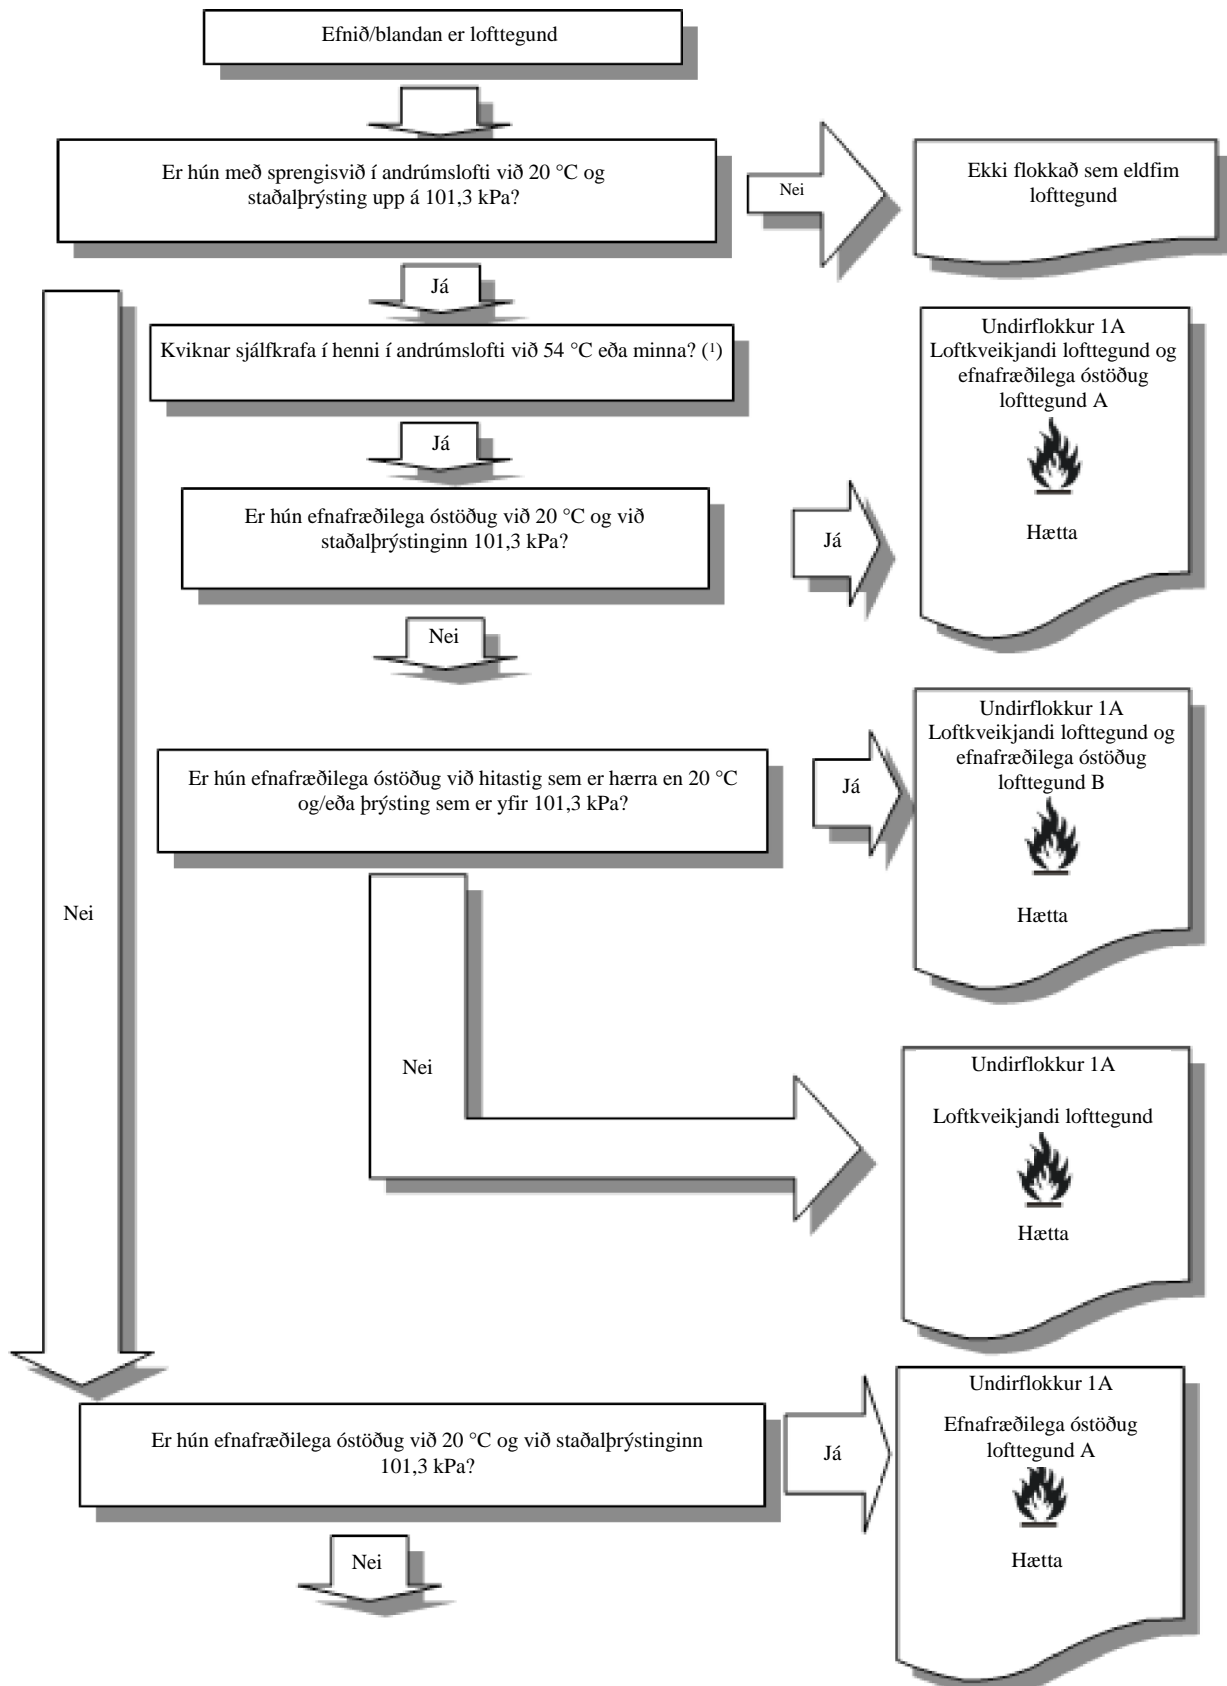 Efnið/blandan er lofttegund
Er hún með sprengisvið í andrúmslofti við 20 °C og
staðalþrýsting upp á 101,3 kPa?
Nei
Ekki flokkað sem eldfim
lofttegund
Já
Kviknar sjálfkrafa í henni í andrúmslofti við 54 °C eða minna? (¹)
Undirflokkur 1A
Loftkveikjandi lofttegund og
efnafræðilega óstöðug
lofttegund A
Hætta
Já
Er hún efnafræðilega óstöðug við 20 °C og við
staðalþrýstinginn 101,3 kPa?
Já
Nei
Er hún efnafræðilega óstöðug við hitastig sem er hærra en 20 °C
og/eða þrýsting sem er yfir 101,3 kPa?
Já
Undirflokkur 1A
Loftkveikjandi lofttegund og
efnafræðilega óstöðug
lofttegund B
Hætta
Nei
Nei
Undirflokkur 1A
Loftkveikjandi lofttegund
Hætta
Er hún efnafræðilega óstöðug við 20 °C og við staðalþrýstinginn
101,3 kPa?
Já
Undirflokkur 1A
Efnafræðilega óstöðug
lofttegund A
Hætta
Nei